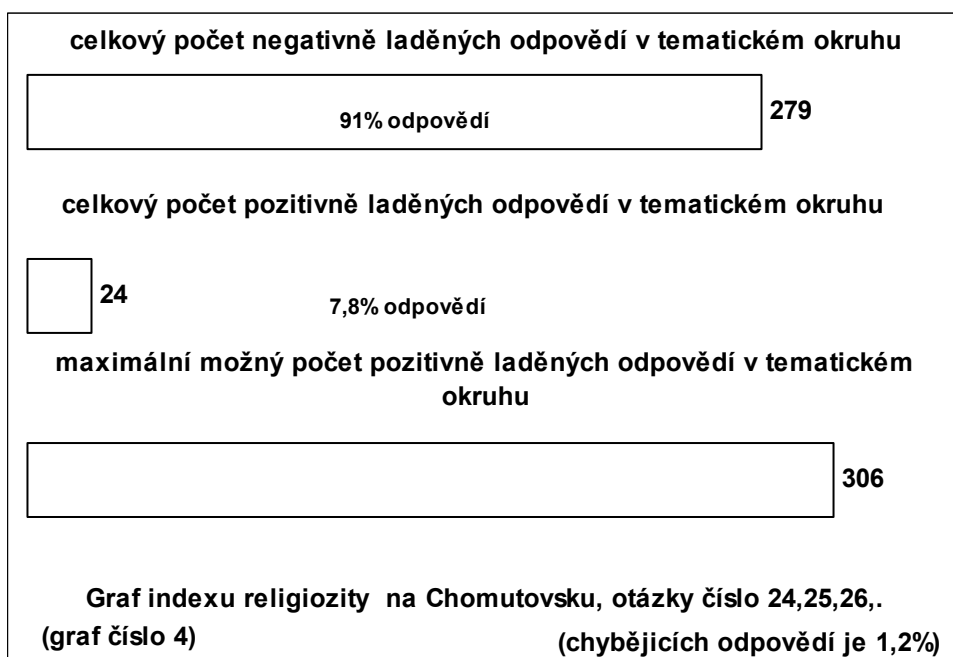 celkový počet negativně laděných odpovědí v tematickém okruhu
279
91% odpovědí
celkový počet pozitivně laděných odpovědí v tematickém okruhu
24
7,8% odpovědí
maximální možný počet pozitivně laděných odpovědí v tematickém
okruhu
306
Graf indexu religiozity na Chomutovsku, otázky číslo 24,25,26,.
(graf číslo 4)
(chybějicích odpovědí je 1,2%)